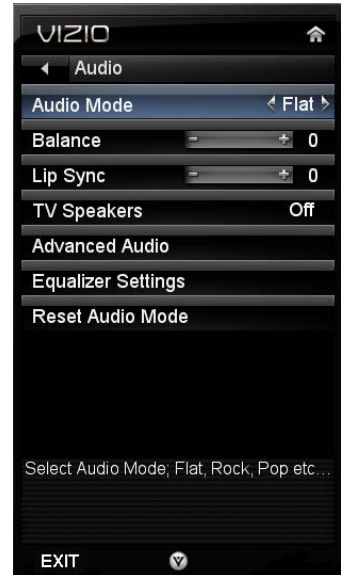 VIZIO
Audio
Audio Mode Flat
Balance - + 0
Lip Sync - + 0
TV Speakers Off
Advanced Audio
Equalizer Settings
Reset Audio Mode
Select Audio Mode; Flat, Rock, Pop etc...
EXIT V